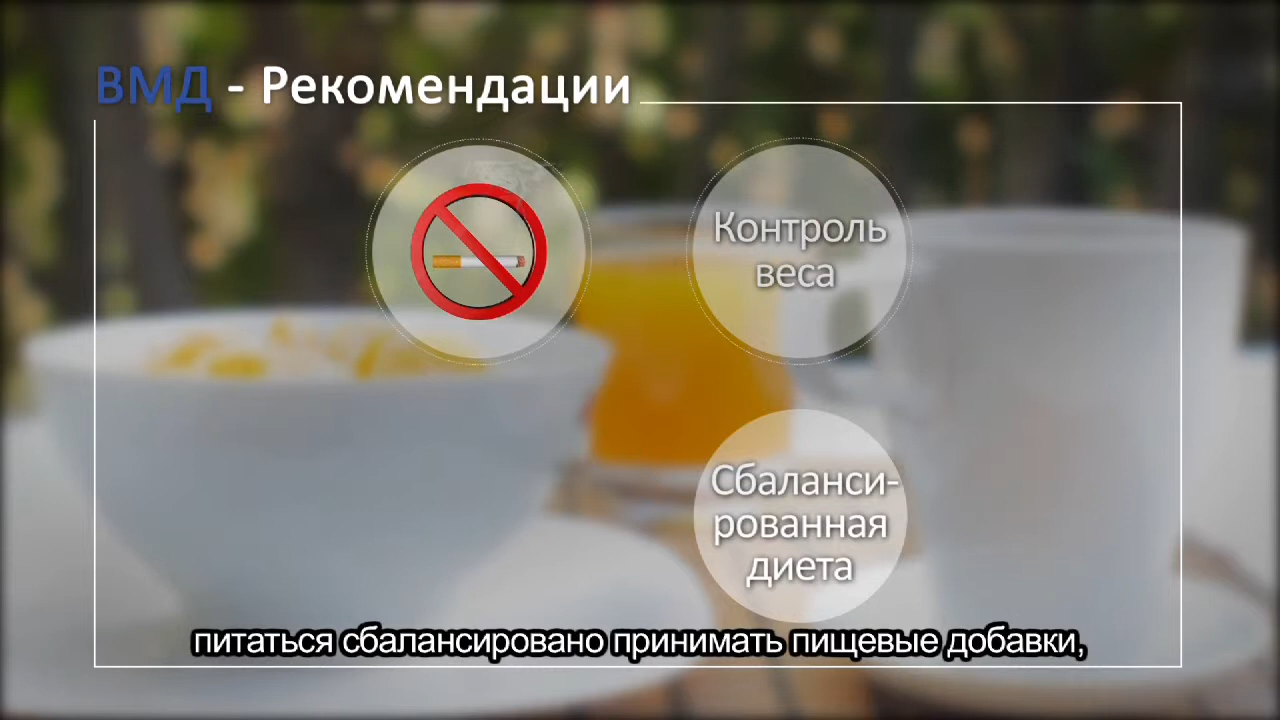 ВМД - Рекомендации
Контроль
веса
Сбаланси-
рованная
диета
питаться сбалансировано принимать пищевые добавки,